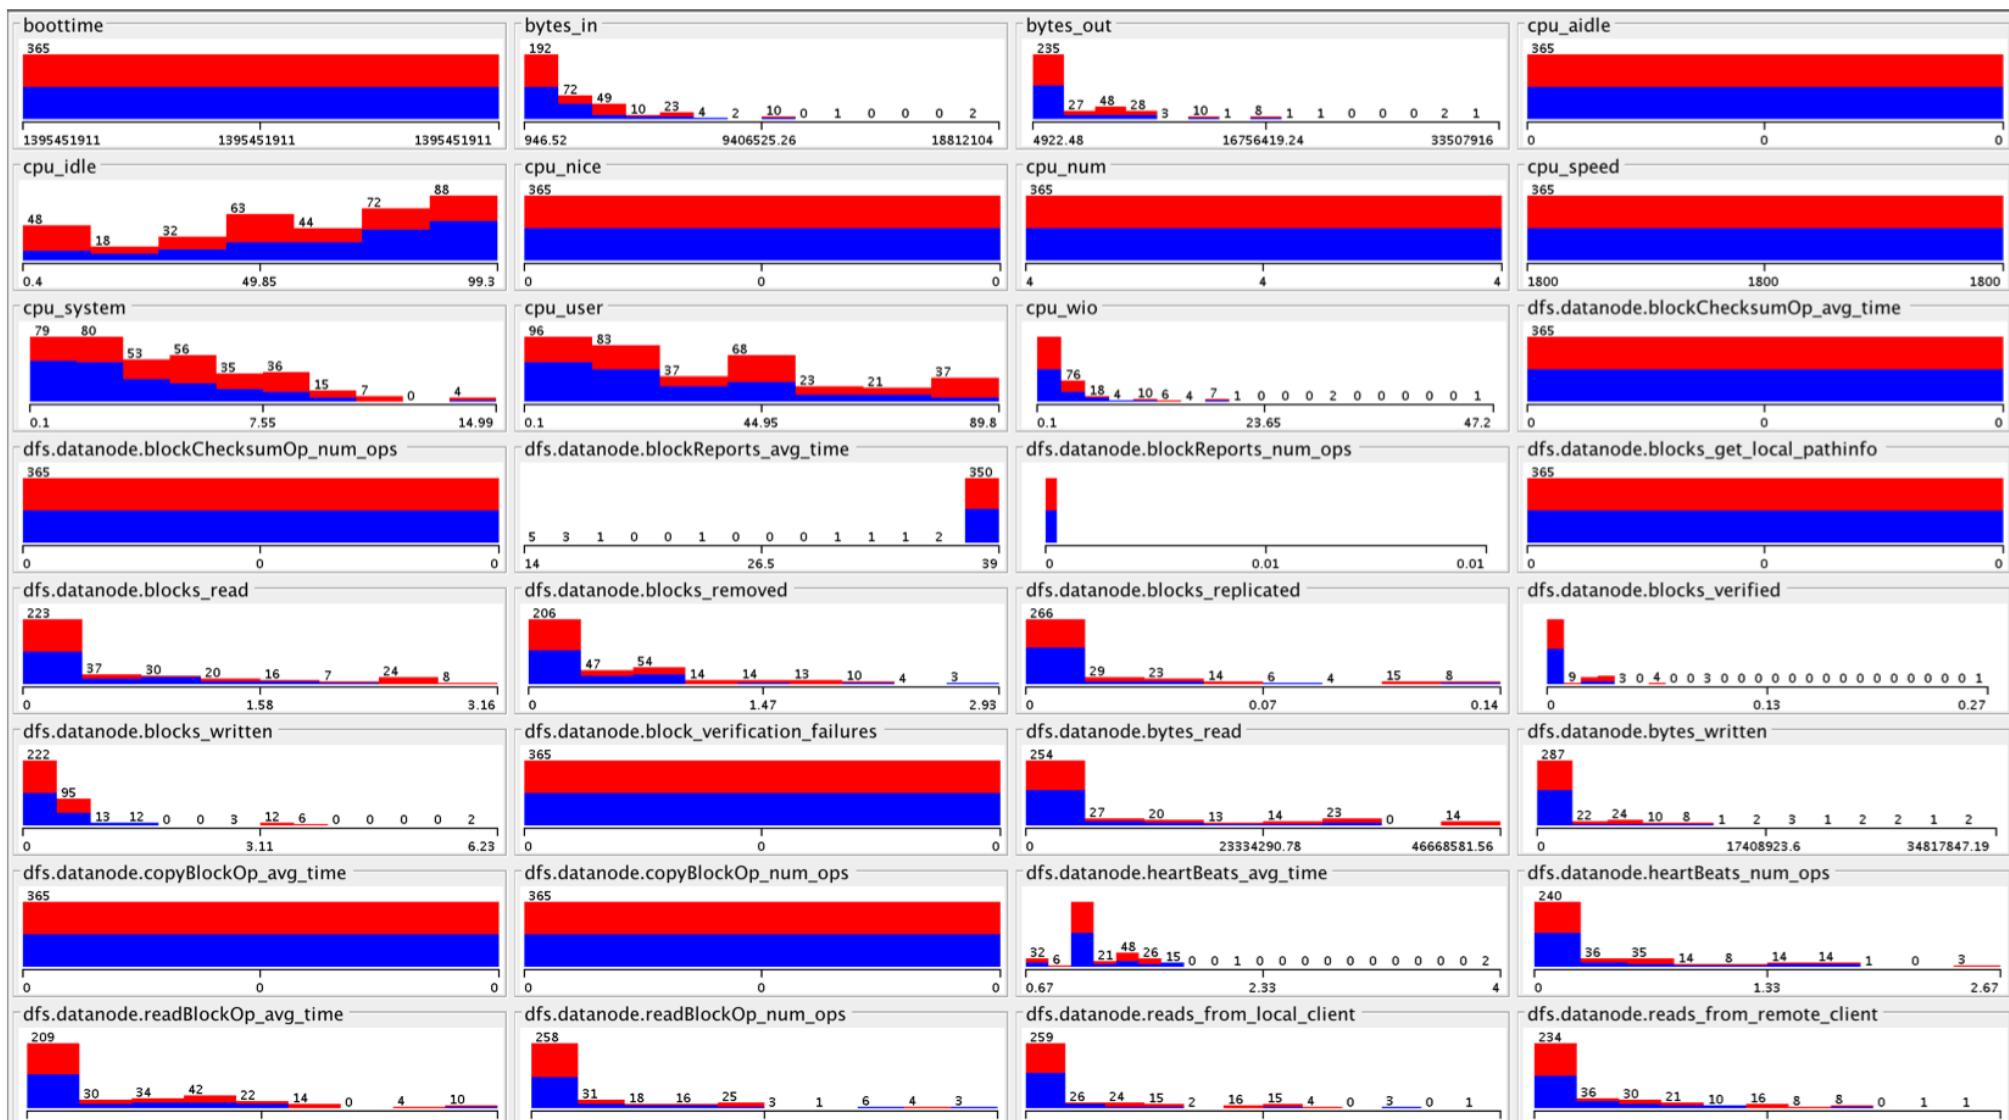 boottime bytes_in bytes_out cpu_aidle
365 192 72 49 10 23 4 2 10 0 1 0 0 0 2 235 27 48 28 3 10 1 8 1 1 0 0 0 2 1 365
1395451911 1395451911 1395451911 946.52 9406525.26 18812104 4922.48 16756419.24 33507916 0 0 0
cpu_idle cpu_nice cpu_num cpu_speed
48 18 32 63 44 72 88 365 365 365
0.4 49.85 99.3 0 0 0 4 4 4 1800 1800 1800
cpu_system cpu_user cpu_wio dfs.datanode.blockChecksumOp_avg_time
79 80 53 56 35 36 15 7 0 4 96 83 37 68 23 21 37 76 18 4 10 6 4 7 1 0 0 0 2 0 0 0 0 0 1 365
0.1 7.55 14.99 0.1 44.95 89.8 0.1 23.65 47.2 0 0 0
dfs.datanode.blockChecksumOp_num_ops dfs.datanode.blockReports_avg_time dfs.datanode.blockReports_num_ops dfs.datanode.blocks_get_local_pathinfo
365 5 3 1 0 0 1 0 0 0 1 1 1 2 350 365
0 0 0 14 26.5 39 0 0.01 0.01 0 0 0
dfs.datanode.blocks_read dfs.datanode.blocks_removed dfs.datanode.blocks_replicated dfs.datanode.blocks_verified
223 37 30 20 16 7 24 8 206 47 54 14 14 13 10 4 3 266 29 23 14 6 4 15 8 9 3 0 4 0 0 3 0 0 0 0 0 0 0 0 0 0 0 0 0 0 0 0 1
0 1.58 3.16 0 1.47 2.93 0 0.07 0.14 0 0.13 0.27
dfs.datanode.blocks_written dfs.datanode.block_verification_failures dfs.datanode.bytes_read dfs.datanode.bytes_written
222 95 13 12 0 0 3 12 6 0 0 0 0 2 365 254 27 20 13 14 23 0 14 287 22 24 10 8 1 2 3 1 2 2 1 2
0 3.11 6.23 0 0 0 0 23334290.78 46668581.56 0 17408923.6 34817847.19
dfs.datanode.copyBlockOp_avg_time dfs.datanode.copyBlockOp_num_ops dfs.datanode.heartBeats_avg_time dfs.datanode.heartBeats_num_ops
365 365 32 6 21 48 26 15 0 0 1 0 0 0 0 0 0 0 0 0 0 2 240 36 35 14 8 14 14 1 0 3
0 0 0 0 0 0 0.67 2.33 4 0 1.33 2.67
dfs.datanode.readBlockOp_avg_time dfs.datanode.readBlockOp_num_ops dfs.datanode.reads_from_local_client dfs.datanode.reads_from_remote_client
209 30 34 42 22 14 0 4 10 258 31 18 16 25 3 1 6 4 3 259 26 24 15 2 16 15 4 0 3 0 1 234 36 30 21 10 16 8 8 0 1 1